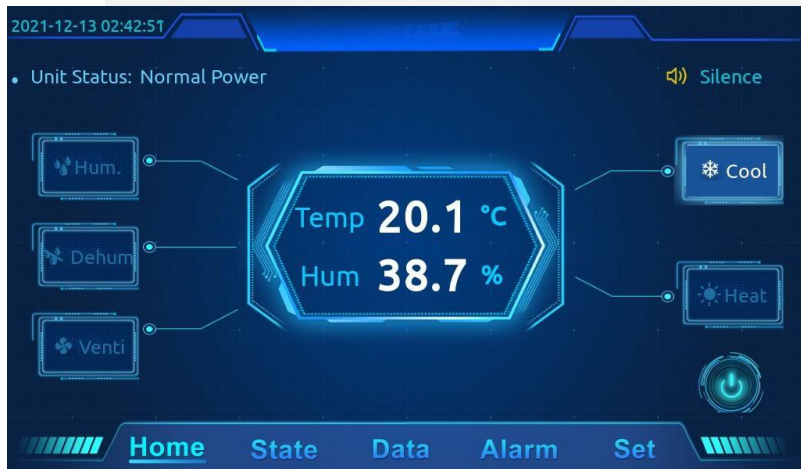 2021-12-13 02:42:51
Unit Status: Normal Power
Silence
Hum.
Cool
Temp 20.1 °C
Dehum
Hum 38.7 %
Heat
Venti
Home State Data Alarm Set